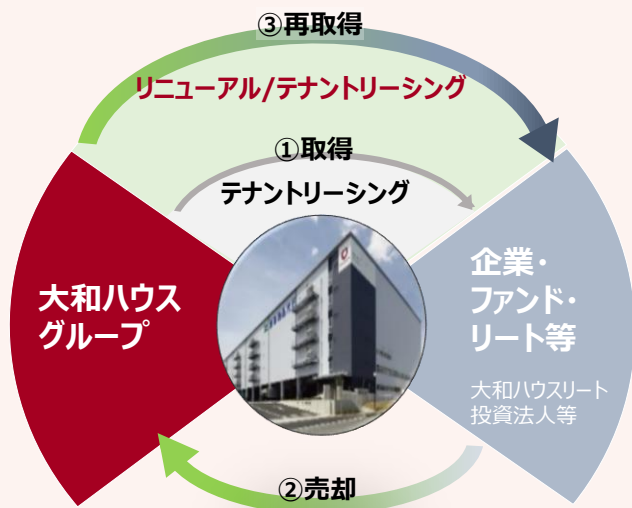 ③再取得
リニューアル/テナントリーシング
①取得
テナントリーシング
大和ハウス
グループ
企業・
ファンド・
リート等
大和ハウスリート
投資法人等
②売却